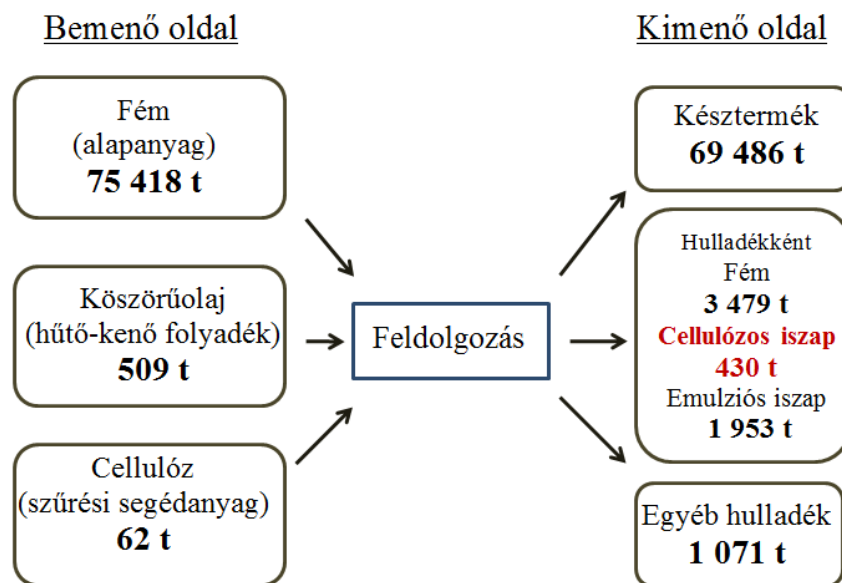 Bemenő oldal
Fém
(alapanyag)
75 418 t
Köszörűolaj
(hűtő-kenő folyadék)
509 t
Cellulóz
(szűrési segédanyag)
62 t
Feldolgozás
Kimenő oldal
Késztermék
69 486 t
Hulladékként
Fém
3 479 t
Cellulózos iszap
430 t
Emulziós iszap
1 953 t
Egyéb hulladék
1 071 t